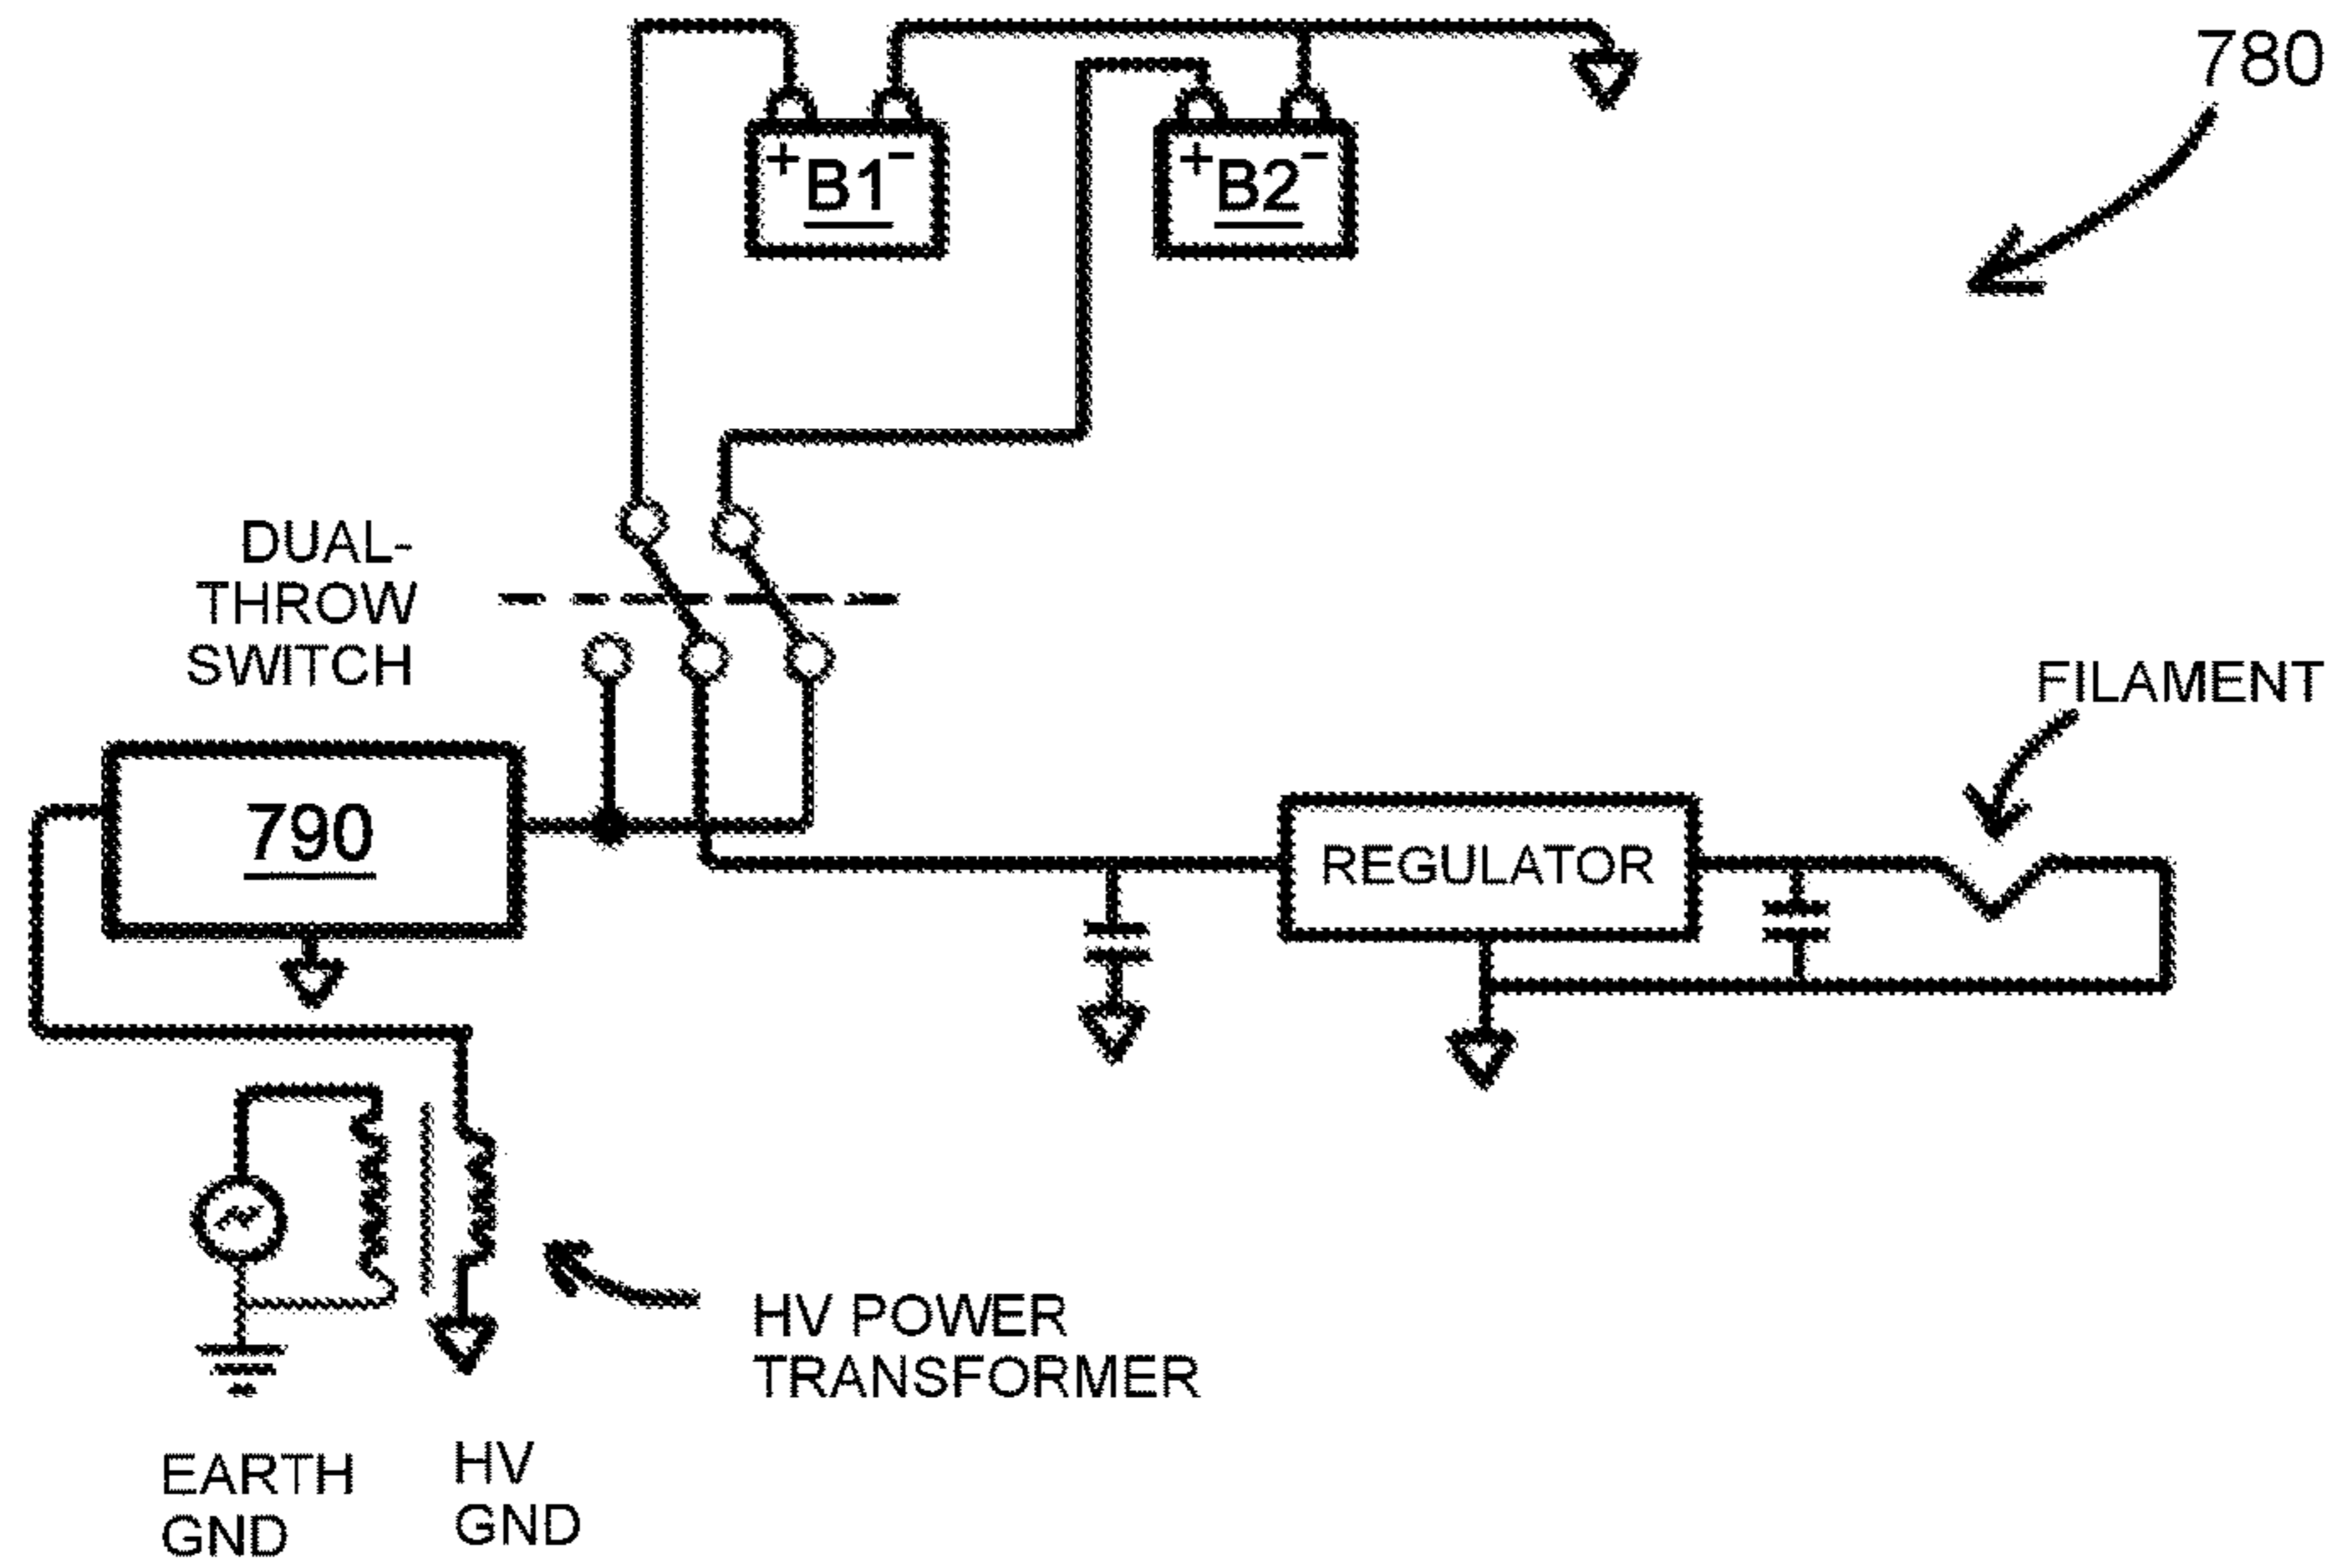 780
+ B1 −
+ B2 −
DUAL-
THROW
SWITCH
FILAMENT
790
REGULATOR
HV POWER
TRANSFORMER
EARTH
GND
HV
GND